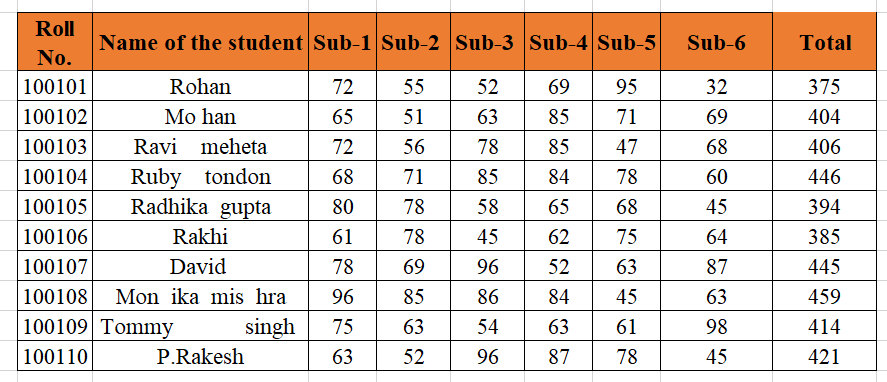 Roll No. Name of the student Sub-1 Sub-2 Sub-3 Sub-4 Sub-5 Sub-6 Total
100101 Rohan 72 55 52 69 95 32 375
100102 Mo han 65 51 63 85 71 69 404
100103 Ravi    meheta 72 56 78 85 47 68 406
100104 Ruby    tondon 68 71 85 84 78 60 446
100105 Radhika  gupta 80 78 58 65 68 45 394
100106 Rakhi 61 78 45 62 75 64 385
100107 David 78 69 96 52 63 87 445
100108 Mon  ika  mis  hra 96 85 86 84 45 63 459
100109 Tommy            singh 75 63 54 63 61 98 414
100110 P.Rakesh 63 52 96 87 78 45 421